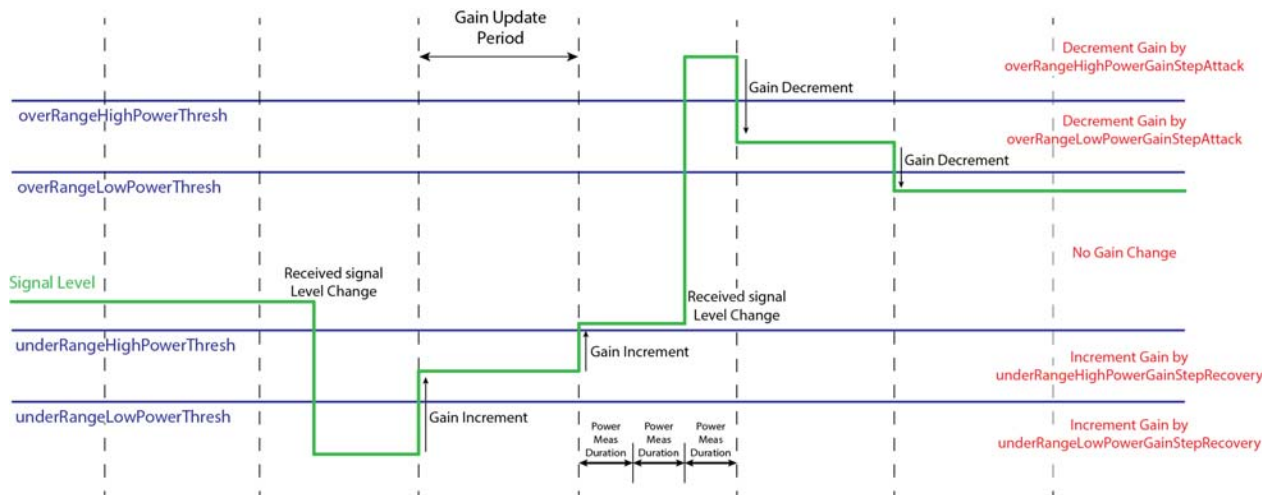 Gain Update
Period
Decrement Gain by
overRangeHighPowerGainStepAttack
Gain Decrement
overRangeHighPowerThresh
Decrement Gain by
overRangeLowPowerGainStepAttack
Gain Decrement
overRangeLowPowerThresh
No Gain Change
Signal Level
Received signal
Level Change
Received signal
Level Change
underRangeHighPowerThresh
Gain Increment
Increment Gain by
underRangeHighPowerGainStepRecovery
underRangeLowPowerThresh
Gain Increment
Power
Meas
Duration
Power
Meas
Duration
Power
Meas
Duration
Increment Gain by
underRangeLowPowerGainStepRecovery